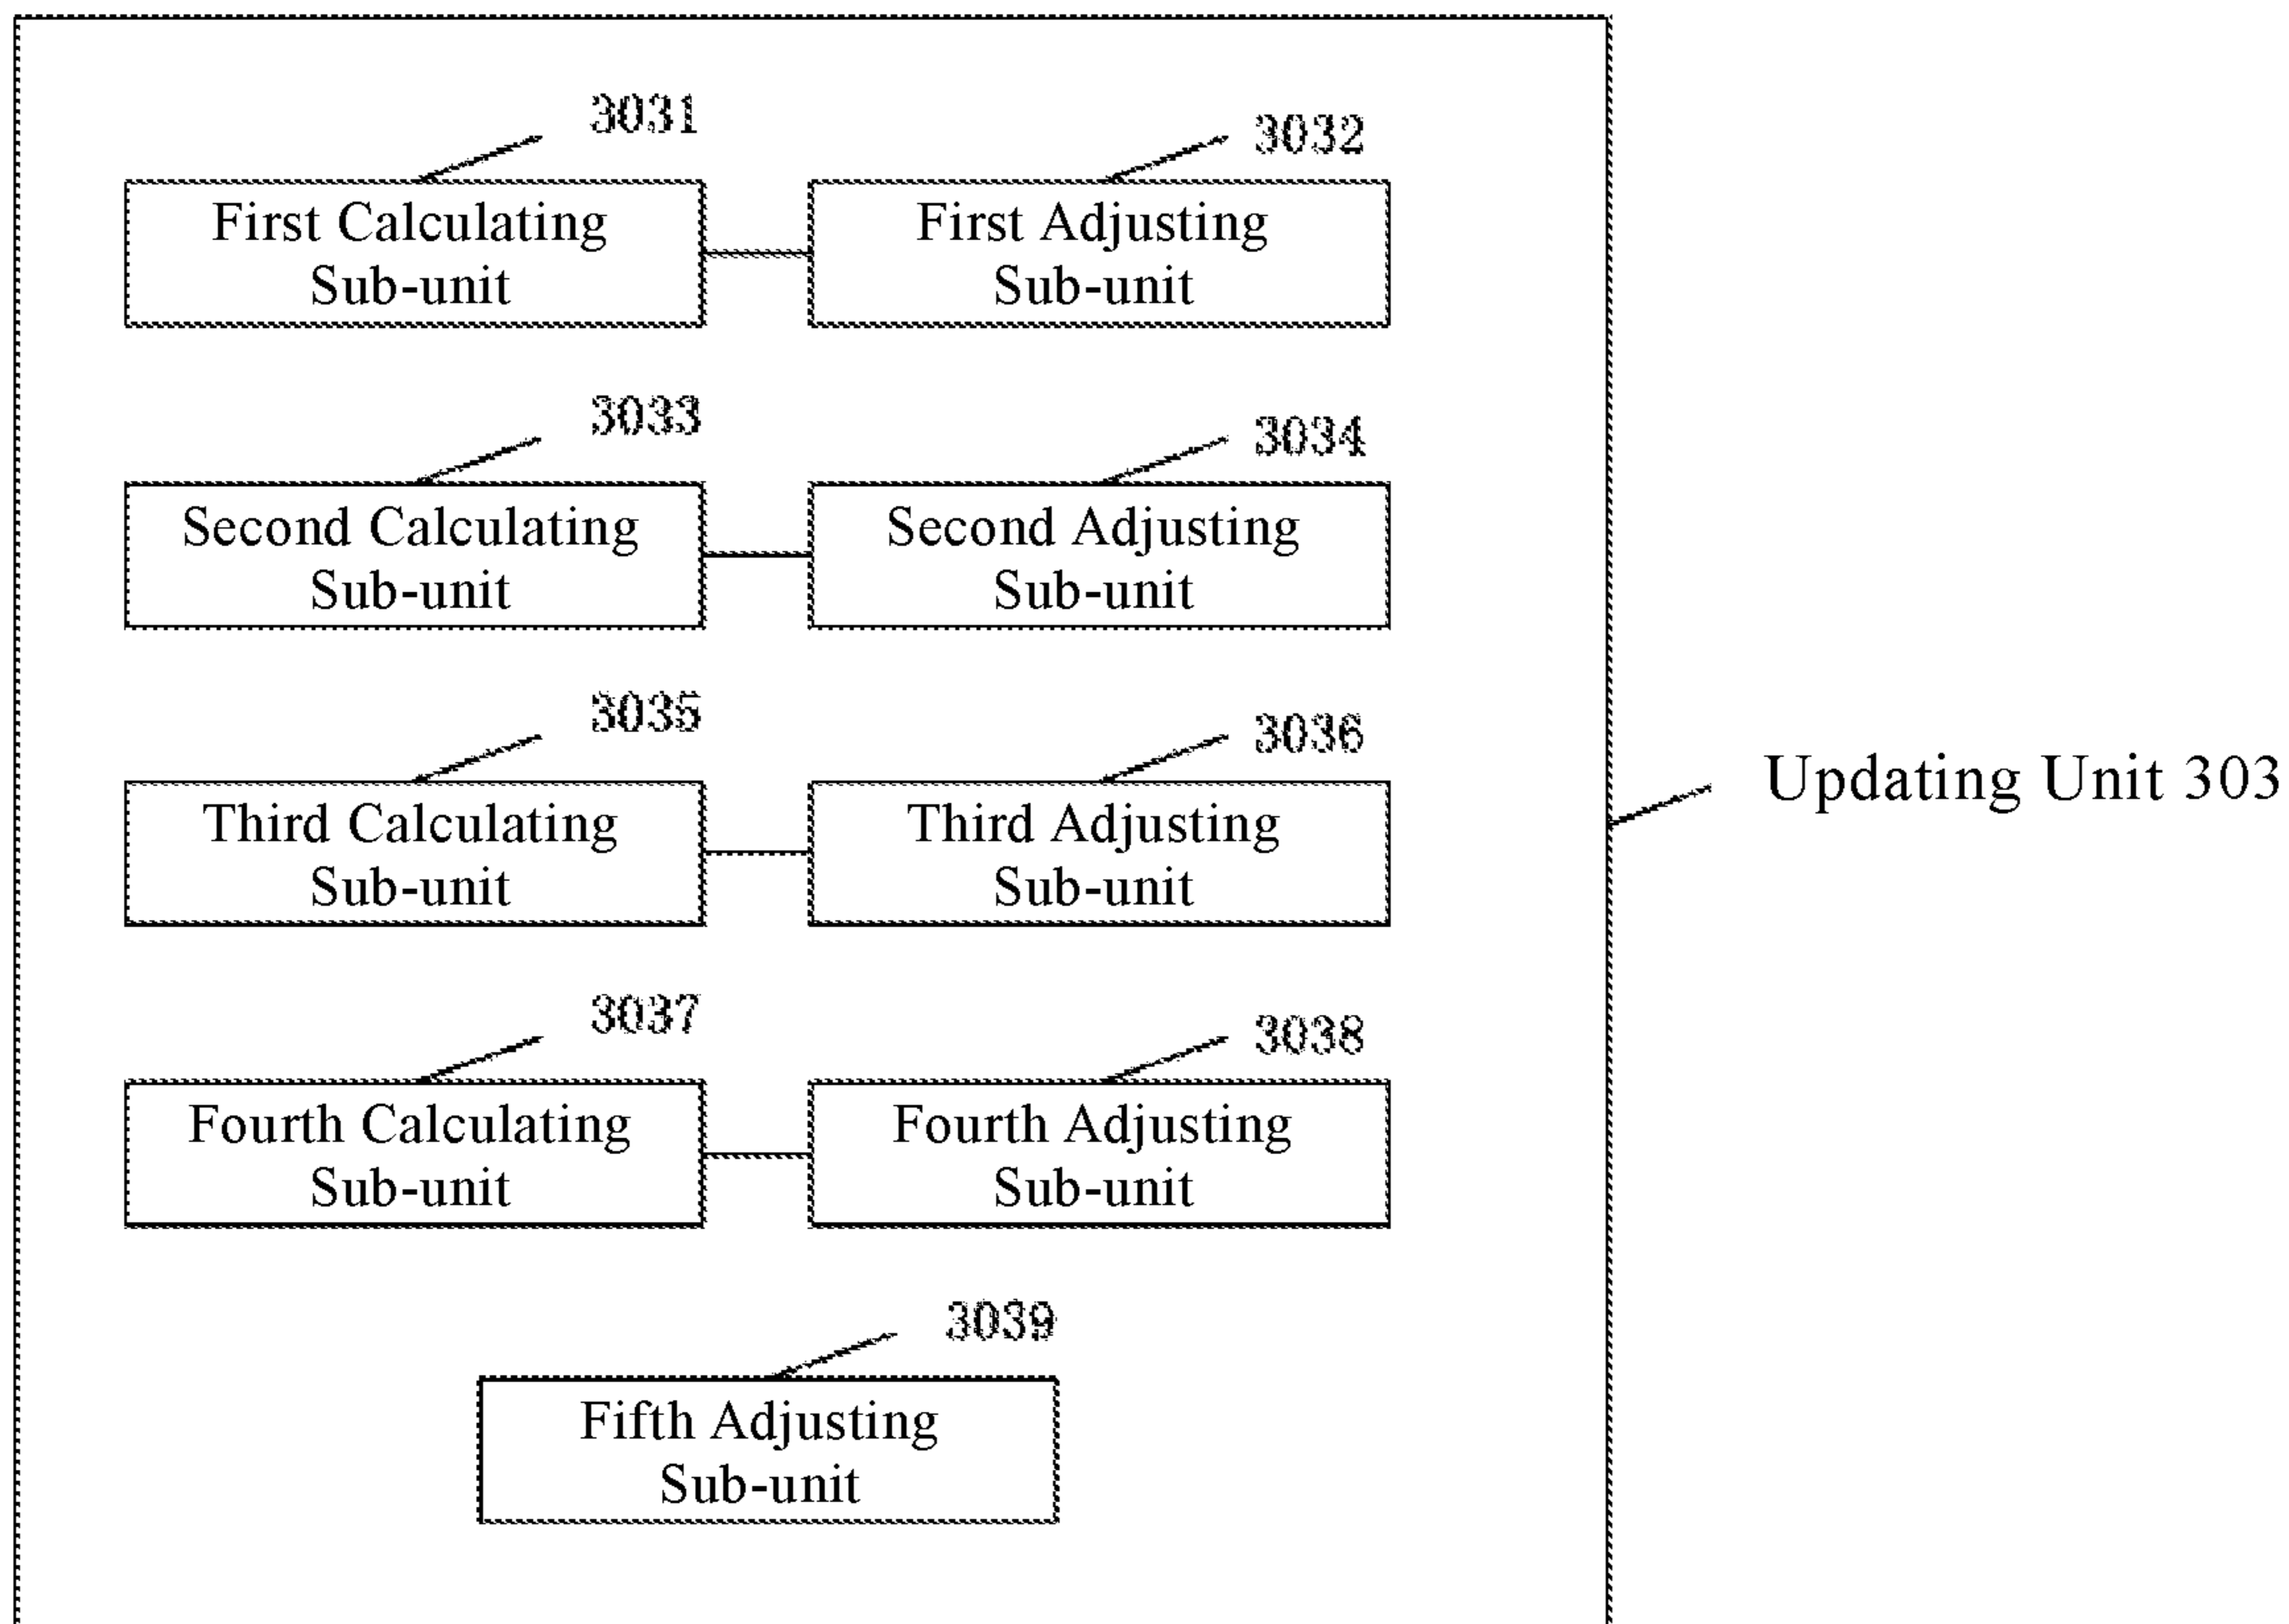 3031
3032
First Calculating
Sub-unit
First Adjusting
Sub-unit
3033
3034
Second Calculating
Sub-unit
Second Adjusting
Sub-unit
3035
3036
Third Calculating
Sub-unit
Third Adjusting
Sub-unit
Updating Unit 303
3037
3038
Fourth Calculating
Sub-unit
Fourth Adjusting
Sub-unit
3039
Fifth Adjusting
Sub-unit